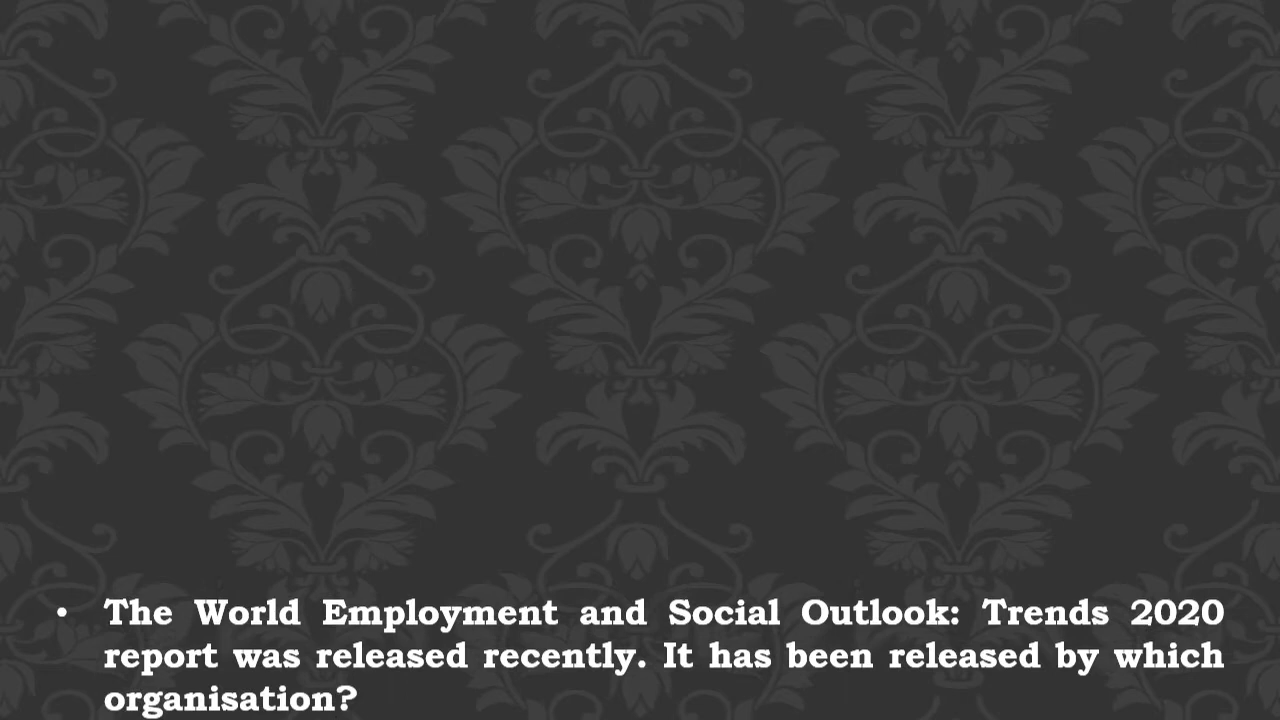 • The World Employment and Social Outlook: Trends 2020
report was released recently. It has been released by which
organisation?